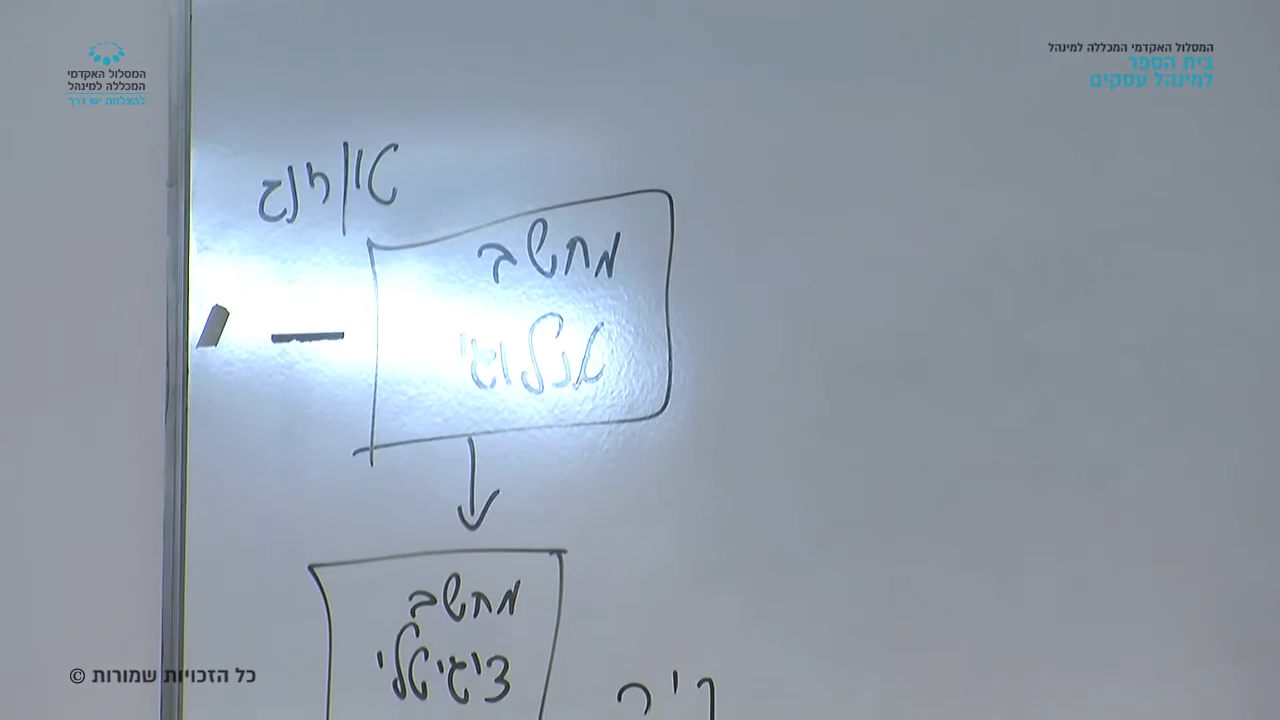 המסלול האקדמי המכללה למינהל
בית הספר
למינהל עסקים
המסלול האקדמי
המכללה למינהל
להצלחה יש דרך
טיורינג
מחשב
אנלוגי
מחשב
דיגיטלי
כל הזכויות שמורות ©